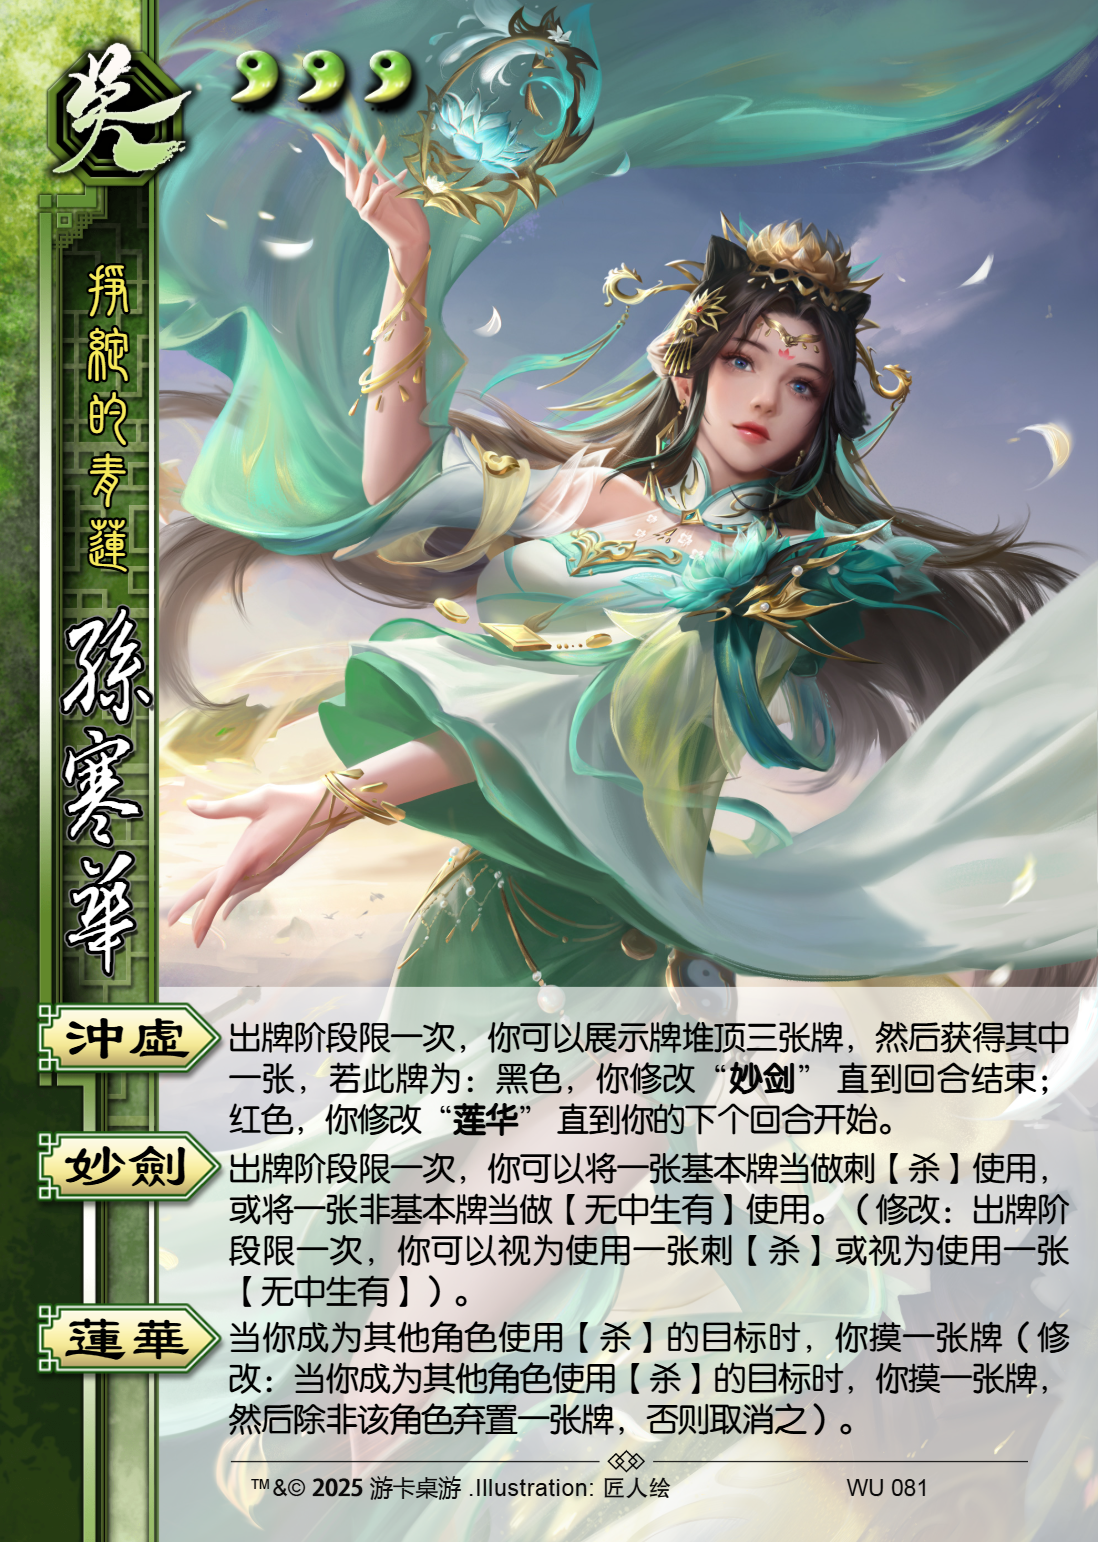 吴
掙綻的青蓮
孫寒華
沖虛
出牌阶段限一次，你可以展示牌堆顶三张牌，然后获得其中
一张，若此牌为：黑色，你修改“妙剑” 直到回合结束；
红色，你修改“莲华” 直到你的下个回合开始。
妙劍
出牌阶段限一次，你可以将一张基本牌当做刺【杀】使用，
或将一张非基本牌当做【无中生有】使用。（修改：出牌阶
段限一次，你可以视为使用一张刺【杀】或视为使用一张
【无中生有】）。
蓮華
当你成为其他角色使用【杀】的目标时，你摸一张牌（修
改：当你成为其他角色使用【杀】的目标时，你摸一张牌，
然后除非该角色弃置一张牌，否则取消之）。
™&© 2025 游卡桌游 .Illustration: 匠人绘
WU 081